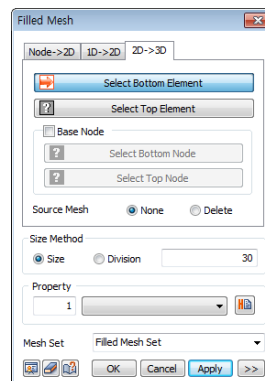 Filled Mesh
Node->2D 1D->2D 2D->3D
Select Bottom Element
? Select Top Element
Base Node
? Select Bottom Node
? Select Top Node
Source Mesh None Delete
Size Method
Size Division 30
Property
1
Mesh Set Filled Mesh Set
OK Cancel Apply >>